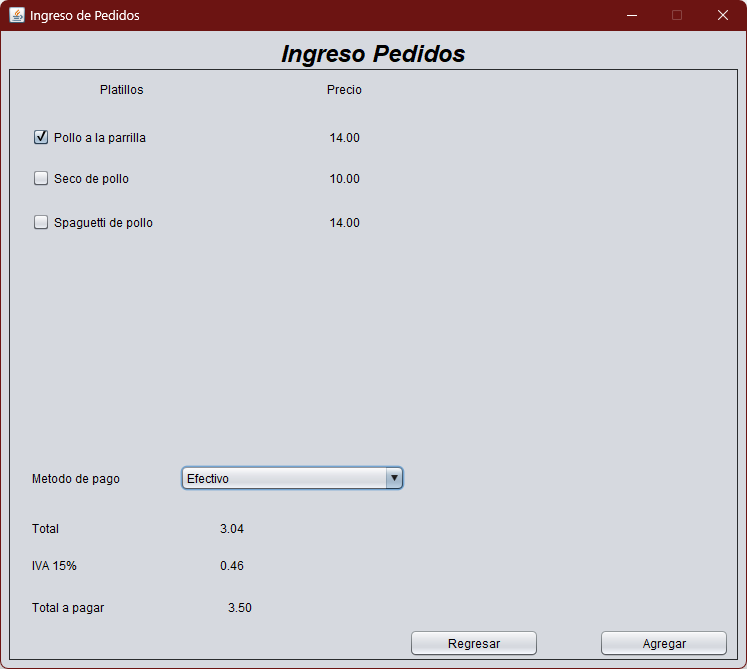 Ingreso de Pedidos
Ingreso Pedidos
Platillos Precio
Pollo a la parrilla 14.00
Seco de pollo 10.00
Spaguetti de pollo 14.00
Metodo de pago Efectivo
Total 3.04
IVA 15% 0.46
Total a pagar 3.50
Regresar Agregar